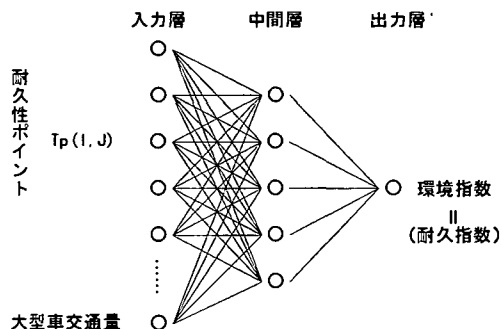 入力層 中間層 出力層
耐久性ポイント
Tp(I,J)
環境指数
||
(耐久指数)
大型車交通量